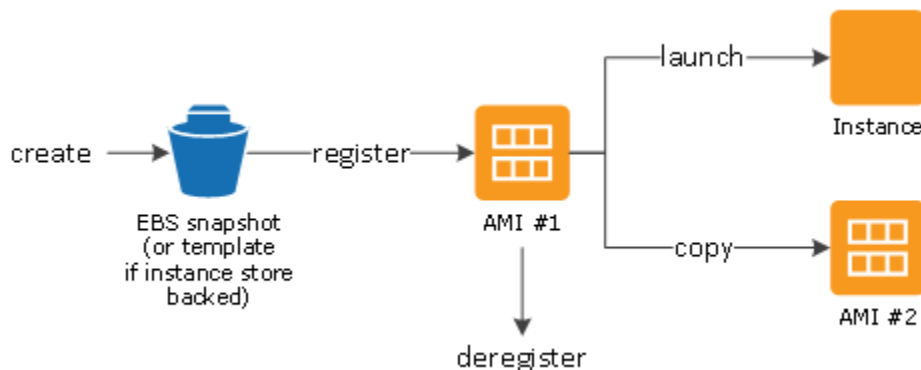 launch
Instance
create
register
EBS snapshot
(or template
if instance store
backed)
AMI #1
copy
AMI #2
deregister